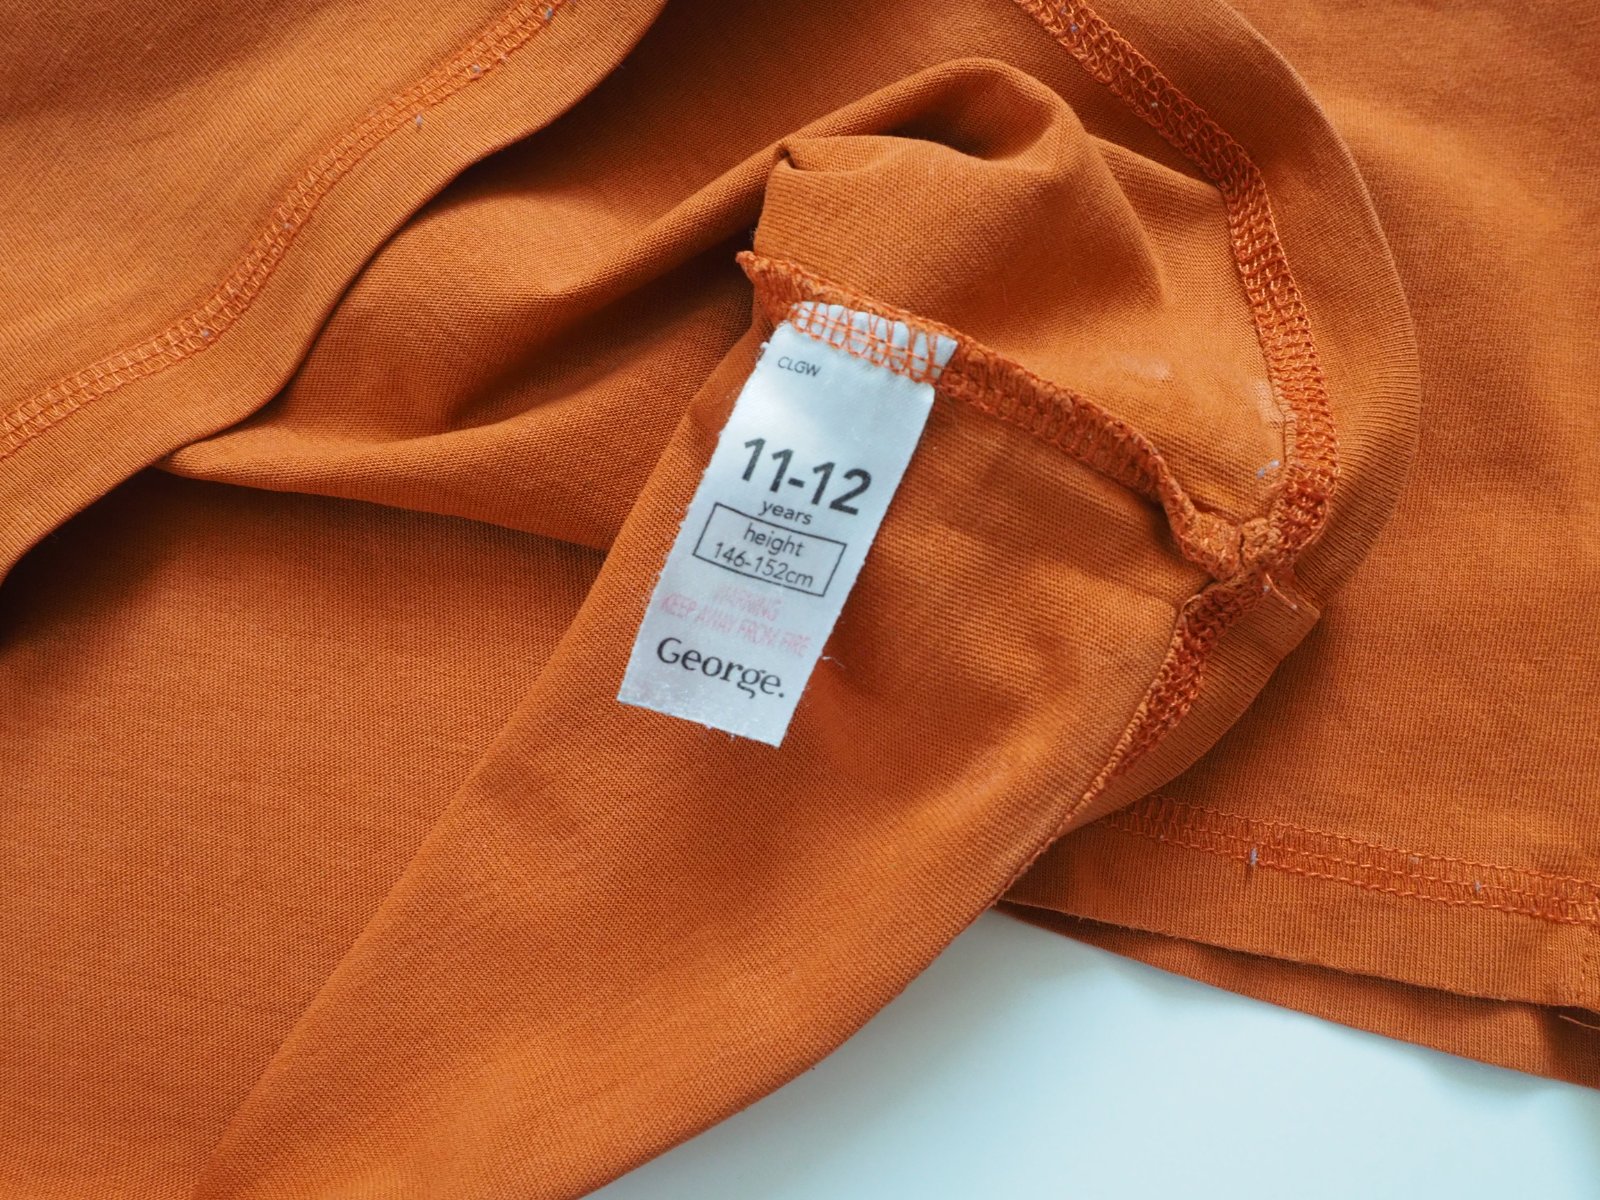 CLGW
11-12
years
height
146-152cm
WARNING
KEEP AWAY FROM FIRE
George.